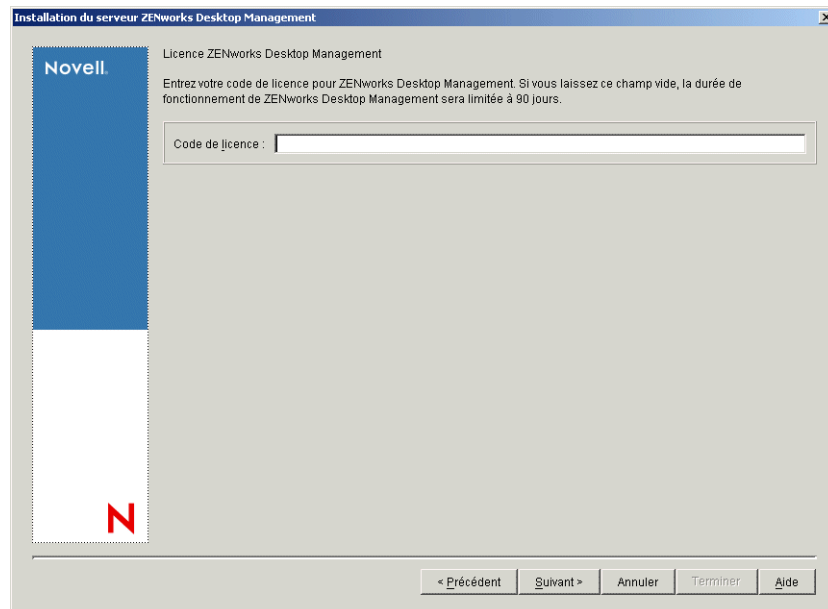 Installation du serveur ZENworks Desktop Management
Novell.
Licence ZENworks Desktop Management
Entrez votre code de licence pour ZENworks Desktop Management. Si vous laissez ce champ vide, la durée de
fonctionnement de ZENworks Desktop Management sera limitée à 90 jours.
Code de licence :
N
< Précédent
Suivant >
Annuler
Terminer
Aide